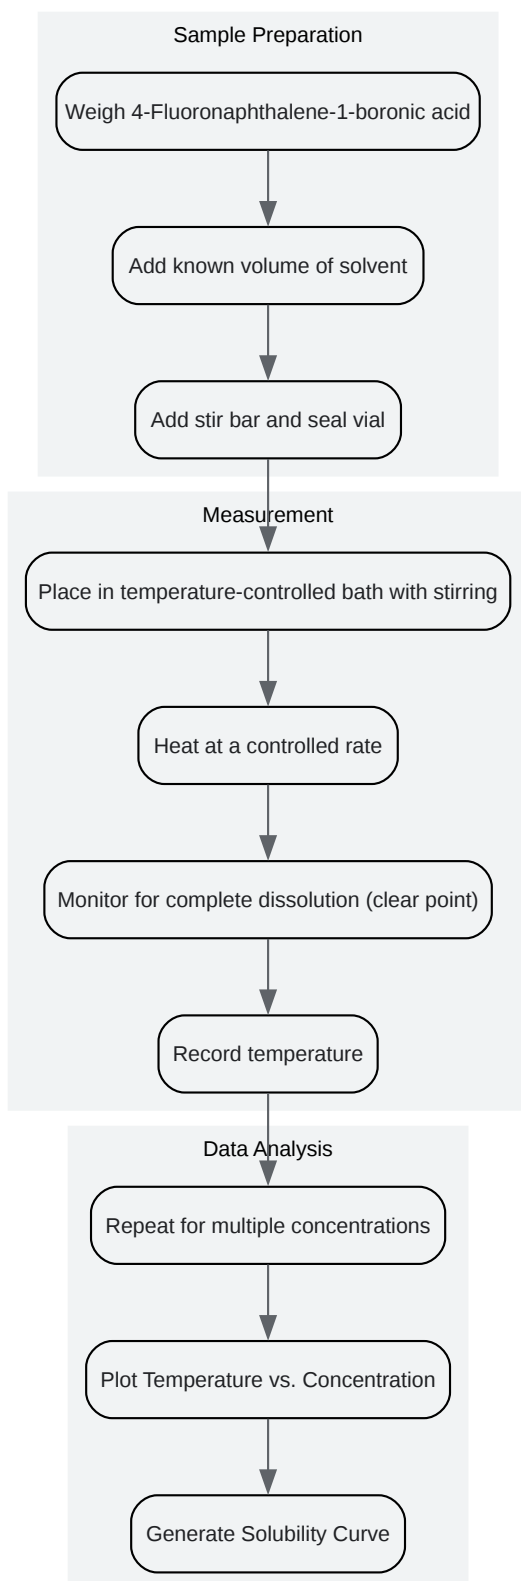 Sample Preparation
Weigh 4-Fluoronaphthalene-1-boronic acid
Add known volume of solvent
Add stir bar and seal vial
Measurement
Place in temperature-controlled bath with stirring
Heat at a controlled rate
Monitor for complete dissolution (clear point)
Record temperature
Data Analysis
Repeat for multiple concentrations
Plot Temperature vs. Concentration
Generate Solubility Curve